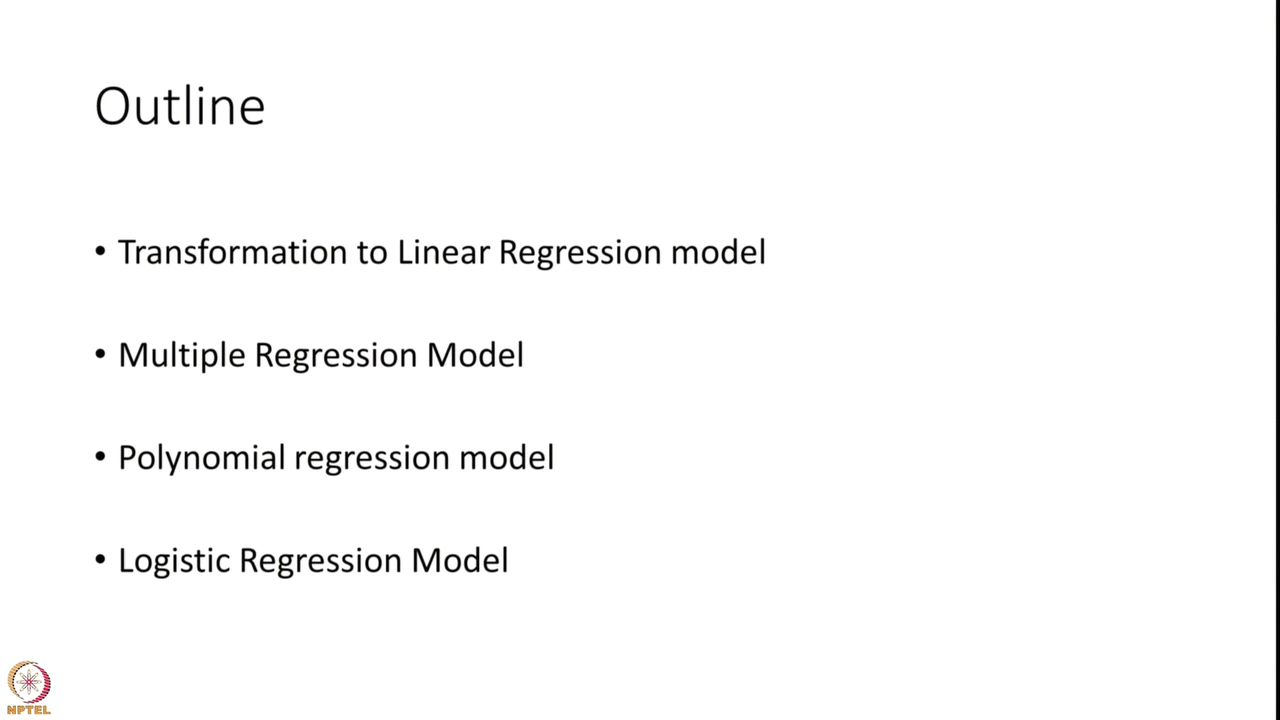 Outline
• Transformation to Linear Regression model
• Multiple Regression Model
• Polynomial regression model
• Logistic Regression Model
NPTEL